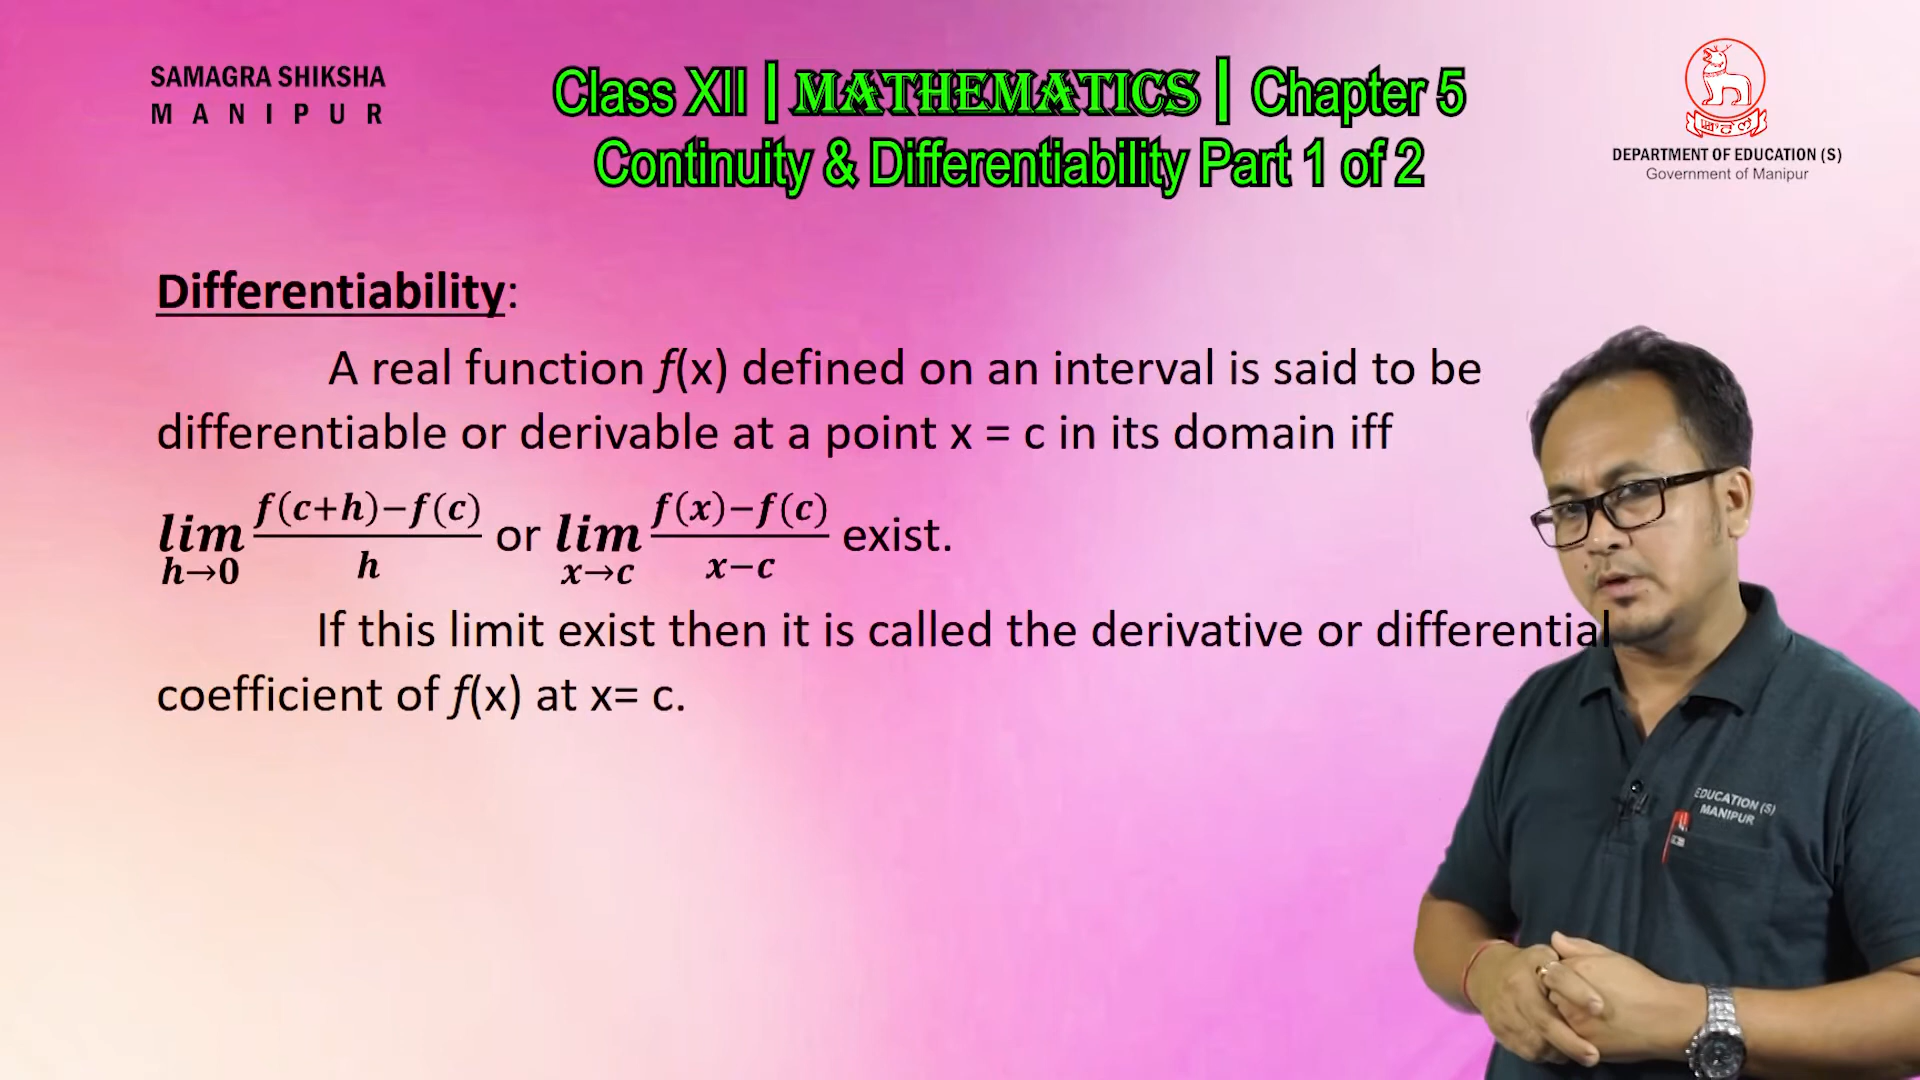 SAMAGRA SHIKSHA
MANIPUR
Class XII | MATHEMATICS | Chapter 5
Continuity & Differentiability Part 1 of 2
DEPARTMENT OF EDUCATION (S)
Government of Manipur
Differentiability:
A real function f(x) defined on an interval is said to be
differentiable or derivable at a point x = c in its domain iff
lim h→0 f(c+h)−f(c) / h or lim x→c f(x)−f(c) / x−c exist.
If this limit exist then it is called the derivative or differential
coefficient of f(x) at x= c.
EDUCATION (S)
MANIPUR